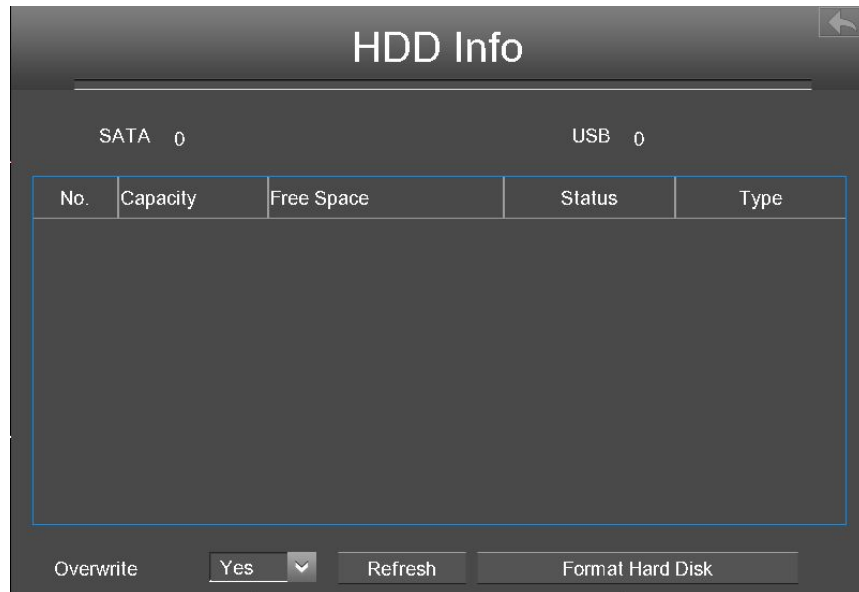 HDD Info
SATA 0 USB 0
No. Capacity Free Space Status Type
Overwrite Yes Refresh Format Hard Disk